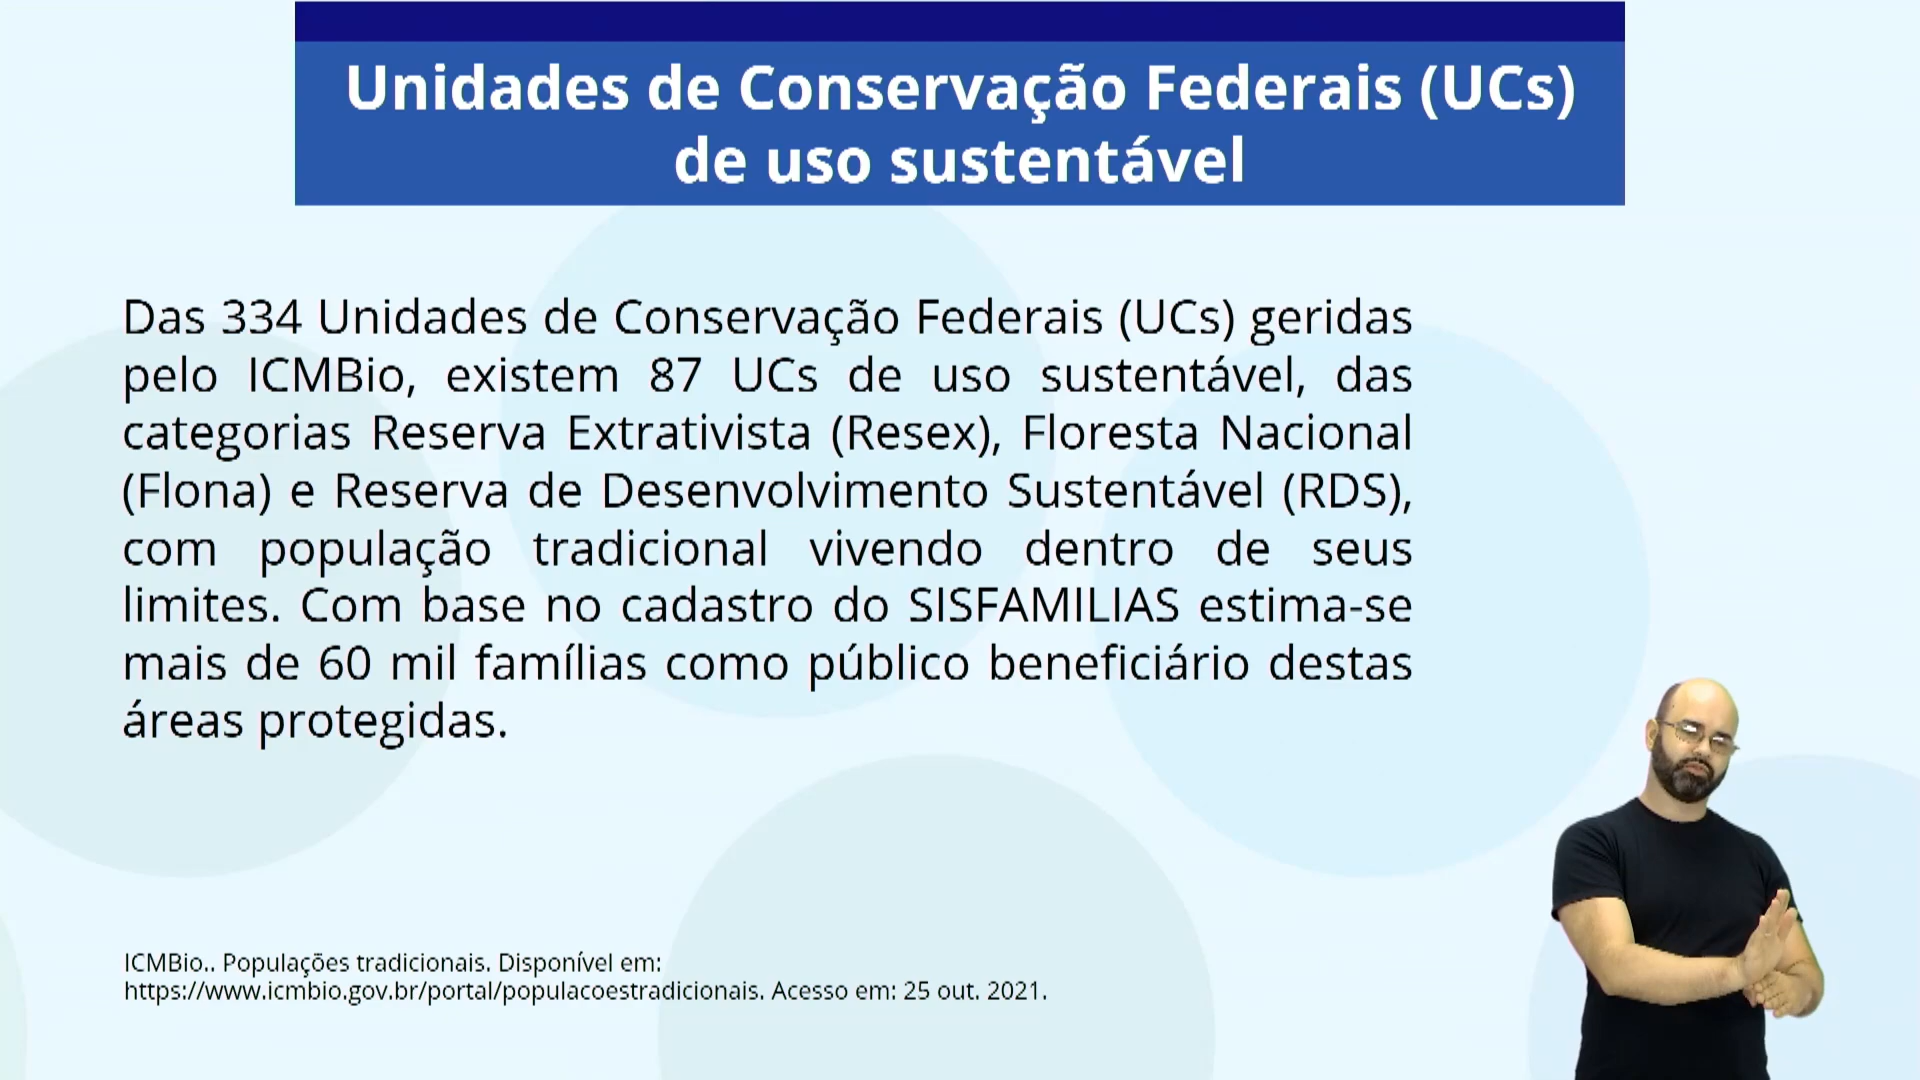 Unidades de Conservação Federais (UCs)
de uso sustentável
Das 334 Unidades de Conservação Federais (UCs) geridas
pelo ICMBio, existem 87 UCs de uso sustentável, das
categorias Reserva Extrativista (Resex), Floresta Nacional
(Flona) e Reserva de Desenvolvimento Sustentável (RDS),
com população tradicional vivendo dentro de seus
limites. Com base no cadastro do SISFAMILIAS estima-se
mais de 60 mil famílias como público beneficiário destas
áreas protegidas.
ICMBio.. Populações tradicionais. Disponível em:
https://www.icmbio.gov.br/portal/populacoestradicionais. Acesso em: 25 out. 2021.